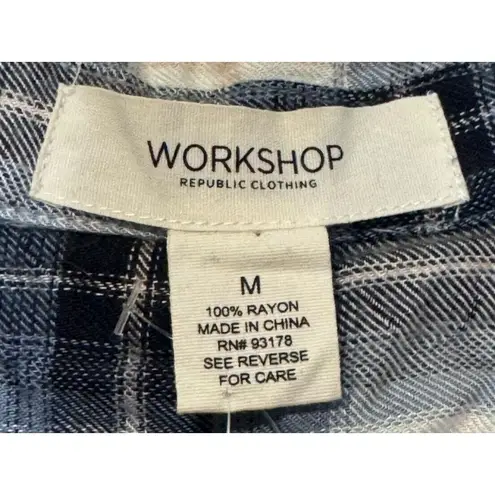 WORKSHOP
REPUBLIC CLOTHING
M
100% RAYON
MADE IN CHINA
RN# 93178
SEE REVERSE
FOR CARE